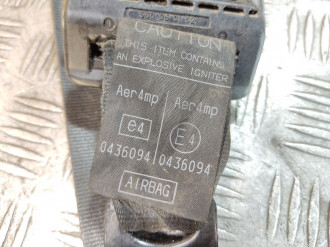 CAUTION
THIS ITEM CONTAINS
AN EXPLOSIVE IGNITER
Aer4mp Aer4mp
e4 E4
0436094 0436094
AIRBAG